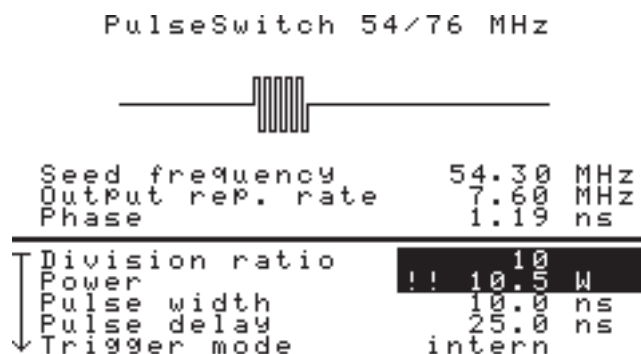 PulseSwitch 54/76 MHz
Seed frequency 54.30 MHz
Output rep. rate 7.60 MHz
Phase 1.19 ns
Division ratio 10
Power !! 10.5 W
Pulse width 10.0 ns
Pulse delay 25.0 ns
Trigger mode intern